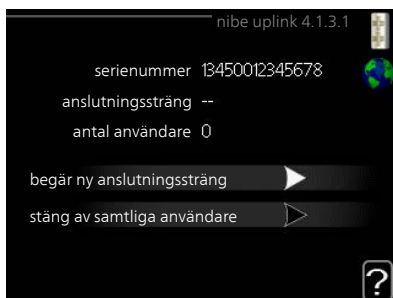 nibe uplink 4.1.3.1
serienummer 13450012345678
anslutningssträng --
antal användare 0
begär ny anslutningssträng
stäng av samtliga användare
?